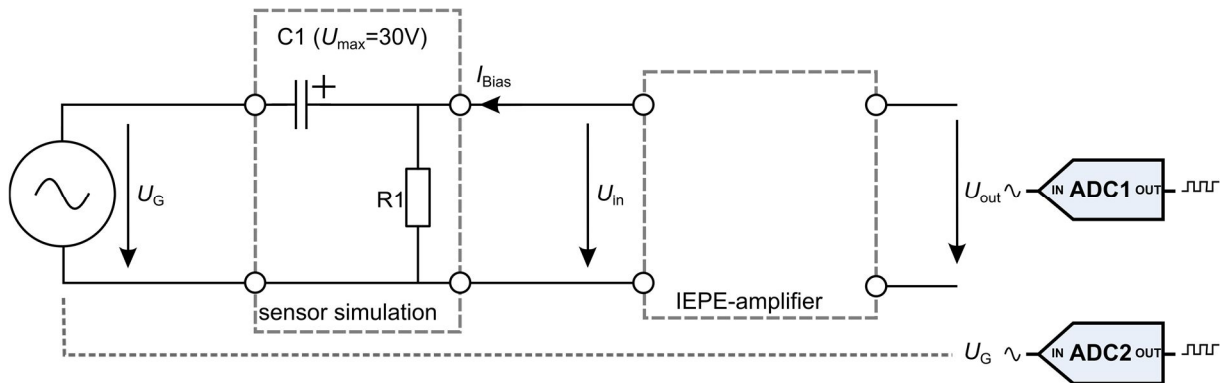 C1 (Umax=30V)
+
IBias
UG
R1
Uin
Uout
IN ADC1 OUT
sensor simulation
IEPE-amplifier
UG
IN ADC2 OUT